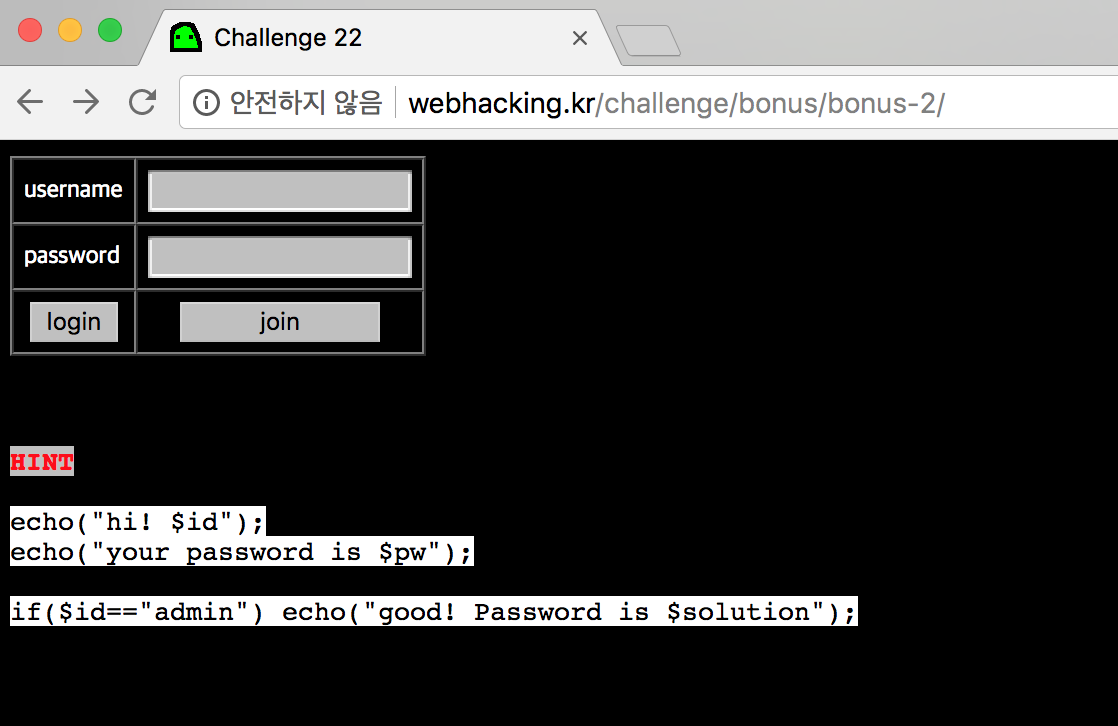 Challenge 22
안전하지 않음 webhacking.kr/challenge/bonus/bonus-2/
username
password
login join
HINT
echo("hi! $id");
echo("your password is $pw");
if($id=="admin") echo("good! Password is $solution");